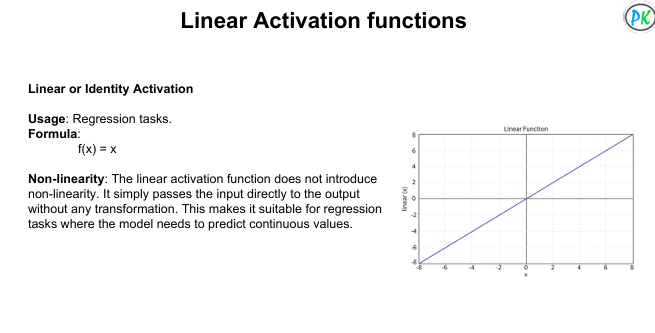 Linear Activation functions
PK
Linear or Identity Activation
Usage: Regression tasks.
Formula:
f(x) = x
Non-linearity: The linear activation function does not introduce
non-linearity. It simply passes the input directly to the output
without any transformation. This makes it suitable for regression
tasks where the model needs to predict continuous values.
Linear Function
linear (x)
8
6
4
2
0
-2
-4
-6
-8
-8 -6 -4 -2 0 2 4 6 8
x